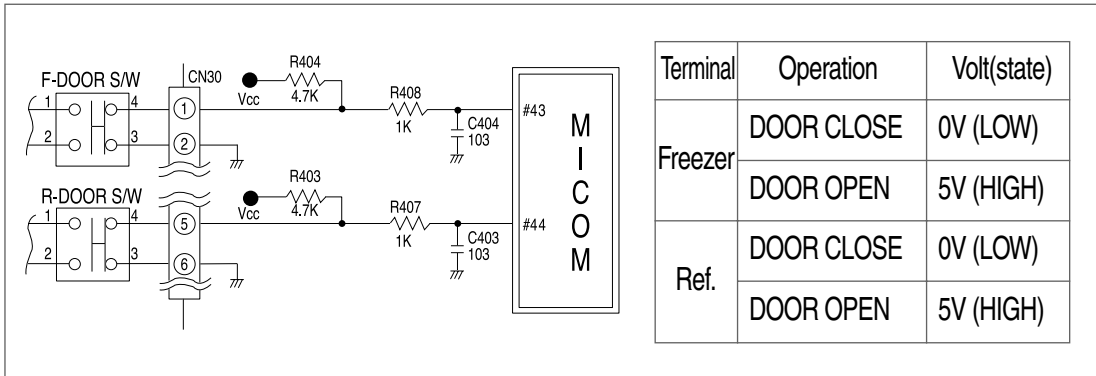 F-DOOR S/W
1
4
2
3
CN30
1
2
Vcc
R404
4.7K
R408
1K
C404
103
#43
R-DOOR S/W
1
4
2
3
5
6
Vcc
R403
4.7K
R407
1K
C403
103
#44
M
I
C
O
M
Terminal Operation Volt(state)
Freezer
DOOR CLOSE 0V (LOW)
DOOR OPEN 5V (HIGH)
Ref.
DOOR CLOSE 0V (LOW)
DOOR OPEN 5V (HIGH)